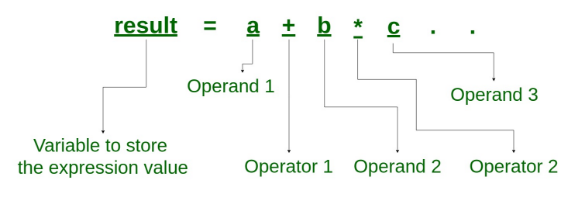 result = a + b * c . .
Operand 1
Operand 3
Variable to store
the expression value
Operator 1
Operand 2
Operator 2